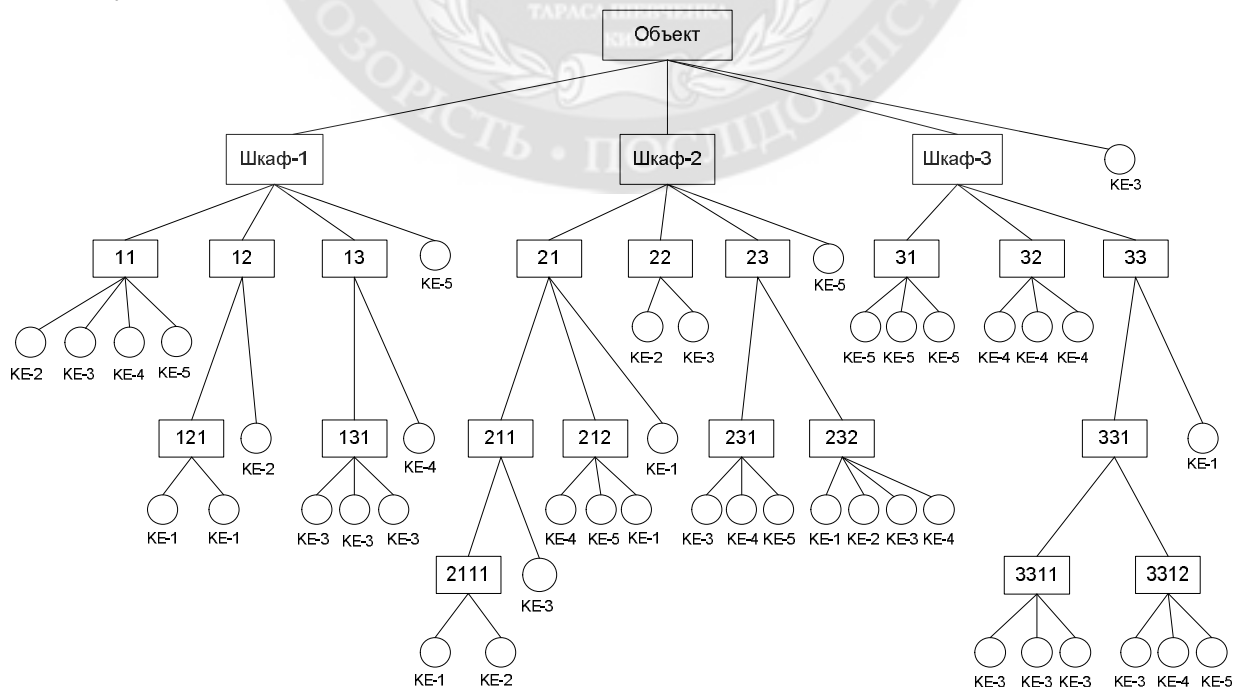 ТАРАСА ШЕВЧЕНКА
Объект
ОЗОРІСТЬ • ПОСЛІДОВНІС
Шкаф-1 Шкаф-2 Шкаф-3
КЕ-3
11 12 13 21 22 23 31 32 33
КЕ-5 КЕ-5
КЕ-2 КЕ-3 КЕ-4 КЕ-5 КЕ-2 КЕ-3 КЕ-5 КЕ-5 КЕ-5 КЕ-4 КЕ-4 КЕ-4
121 131 211 212 231 232 331
КЕ-2 КЕ-4 КЕ-1 КЕ-1
КЕ-1 КЕ-1 КЕ-3 КЕ-3 КЕ-3 КЕ-4 КЕ-5 КЕ-1 КЕ-3 КЕ-4 КЕ-5 КЕ-1 КЕ-2 КЕ-3 КЕ-4
2111 3311 3312
КЕ-3
КЕ-1 КЕ-2 КЕ-3 КЕ-3 КЕ-3 КЕ-3 КЕ-4 КЕ-5